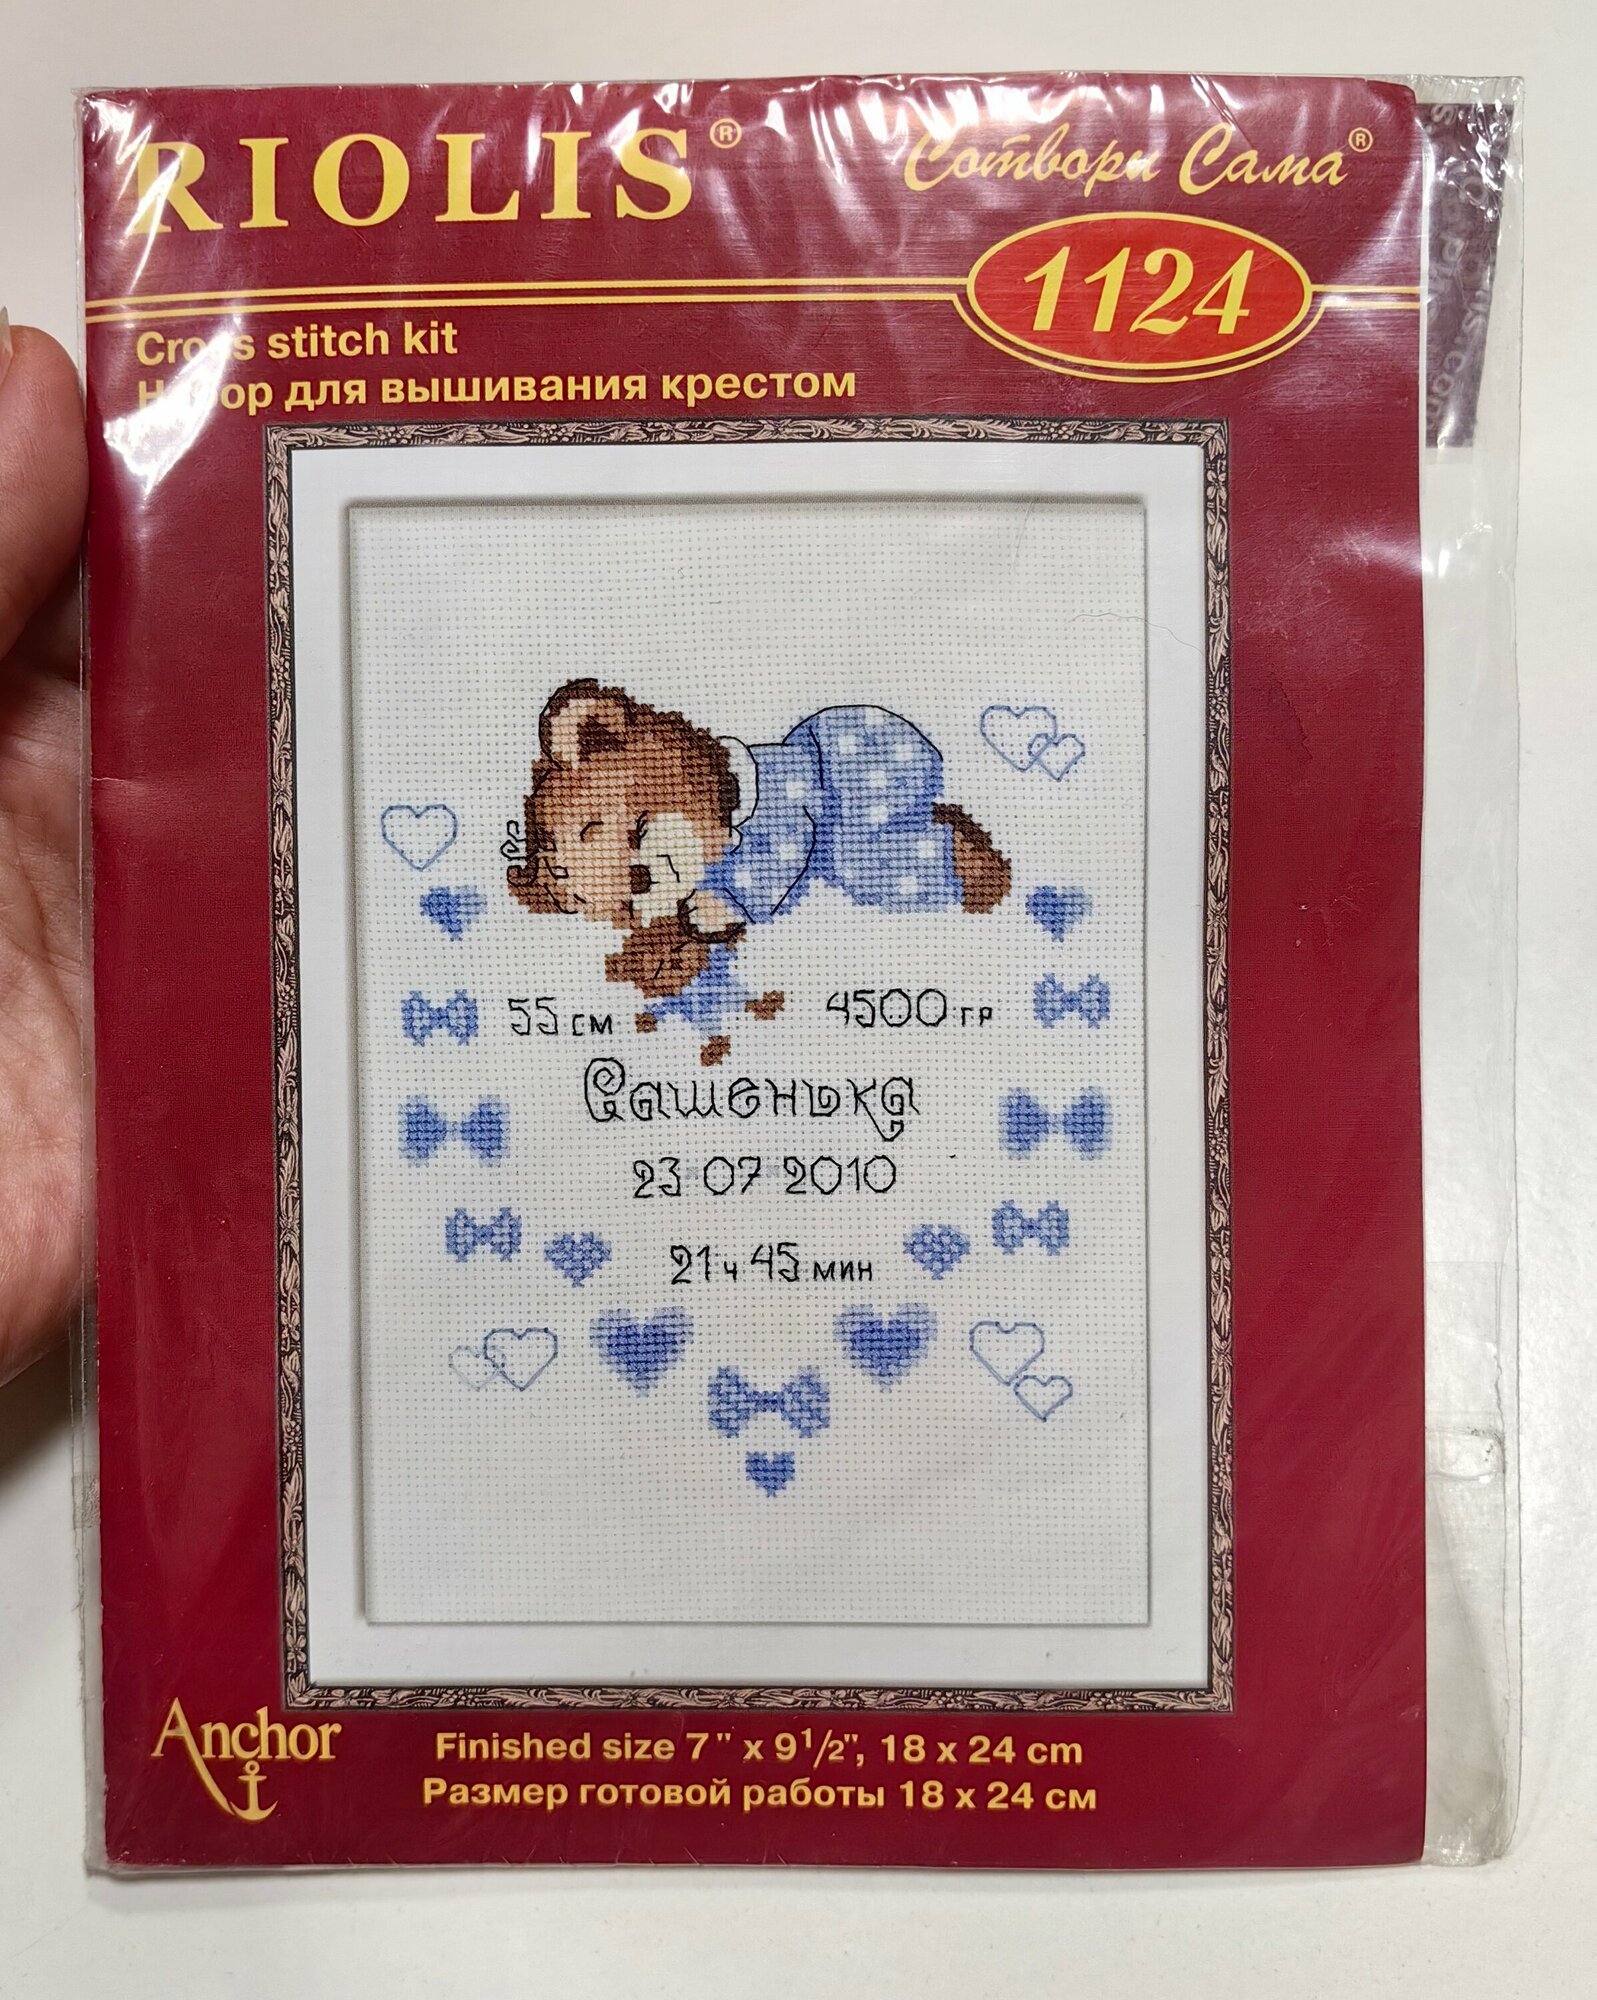 RIOLIS®
Сотвори Сама®
1124
Cross stitch kit
Набор для вышивания крестом
55 см
4500 гр
Сашенька
23·07·2010
21 ч 45 мин
Anchor
Finished size 7" x 9 1/2", 18 x 24 cm
Размер готовой работы 18 x 24 см